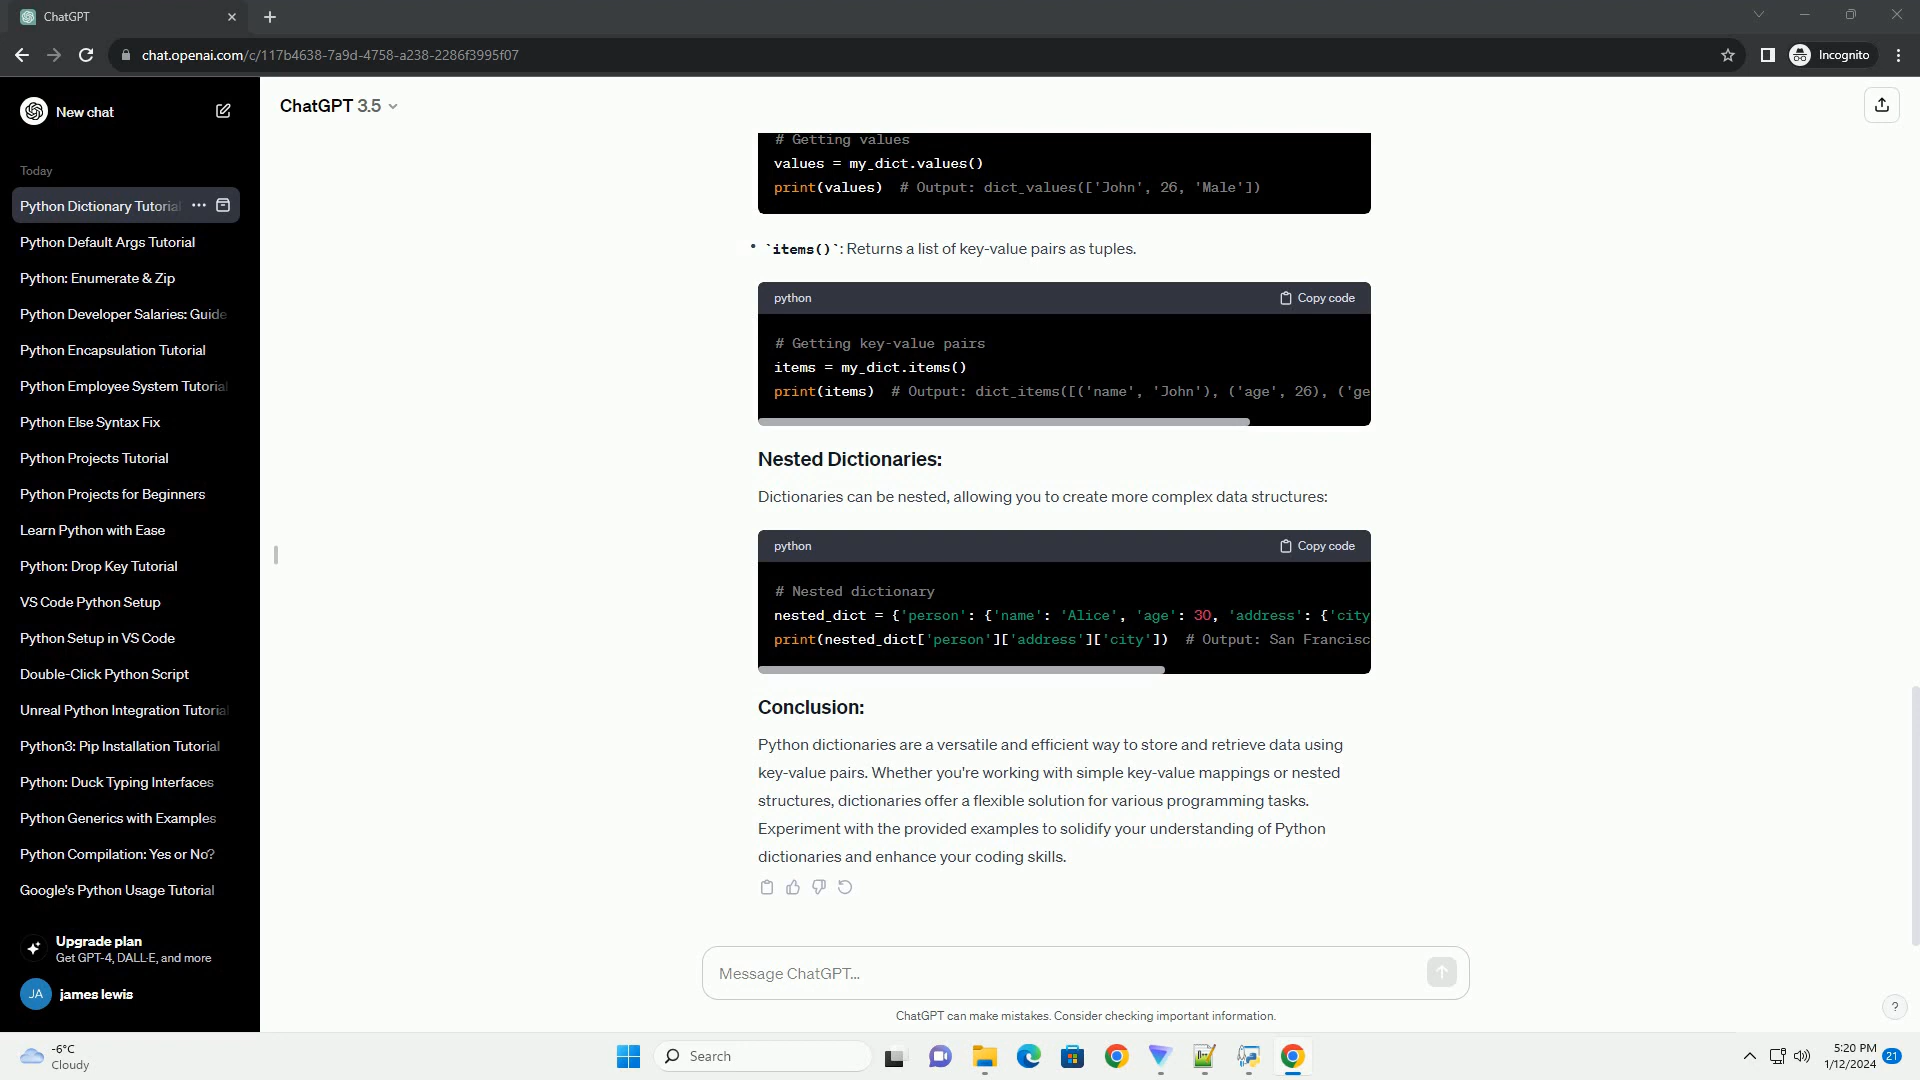 ChatGPT
chat.openai.com/c/117b4638-7a9d-4758-a238-2286f3995f07
Incognito
New chat
Today
Python Dictionary Tutorial
Python Default Args Tutorial
Python: Enumerate & Zip
Python Developer Salaries: Guide
Python Encapsulation Tutorial
Python Employee System Tutorial
Python Else Syntax Fix
Python Projects Tutorial
Python Projects for Beginners
Learn Python with Ease
Python: Drop Key Tutorial
VS Code Python Setup
Python Setup in VS Code
Double-Click Python Script
Unreal Python Integration Tutorial
Python3: Pip Installation Tutorial
Python: Duck Typing Interfaces
Python Generics with Examples
Python Compilation: Yes or No?
Google's Python Usage Tutorial
Upgrade plan
Get GPT-4, DALL·E, and more
JA james lewis
ChatGPT 3.5
# Getting values
values = my_dict.values()
print(values)  # Output: dict_values(['John', 26, 'Male'])
• `items()`: Returns a list of key-value pairs as tuples.
python Copy code
# Getting key-value pairs
items = my_dict.items()
print(items)  # Output: dict_items([('name', 'John'), ('age', 26), ('ge
Nested Dictionaries:
Dictionaries can be nested, allowing you to create more complex data structures:
python Copy code
# Nested dictionary
nested_dict = {'person': {'name': 'Alice', 'age': 30, 'address': {'city
print(nested_dict['person']['address']['city'])  # Output: San Francisc
Conclusion:
Python dictionaries are a versatile and efficient way to store and retrieve data using
key-value pairs. Whether you're working with simple key-value mappings or nested
structures, dictionaries offer a flexible solution for various programming tasks.
Experiment with the provided examples to solidify your understanding of Python
dictionaries and enhance your coding skills.
Message ChatGPT...
ChatGPT can make mistakes. Consider checking important information.
?
-6°C
Cloudy
Search
5:20 PM
1/12/2024
21